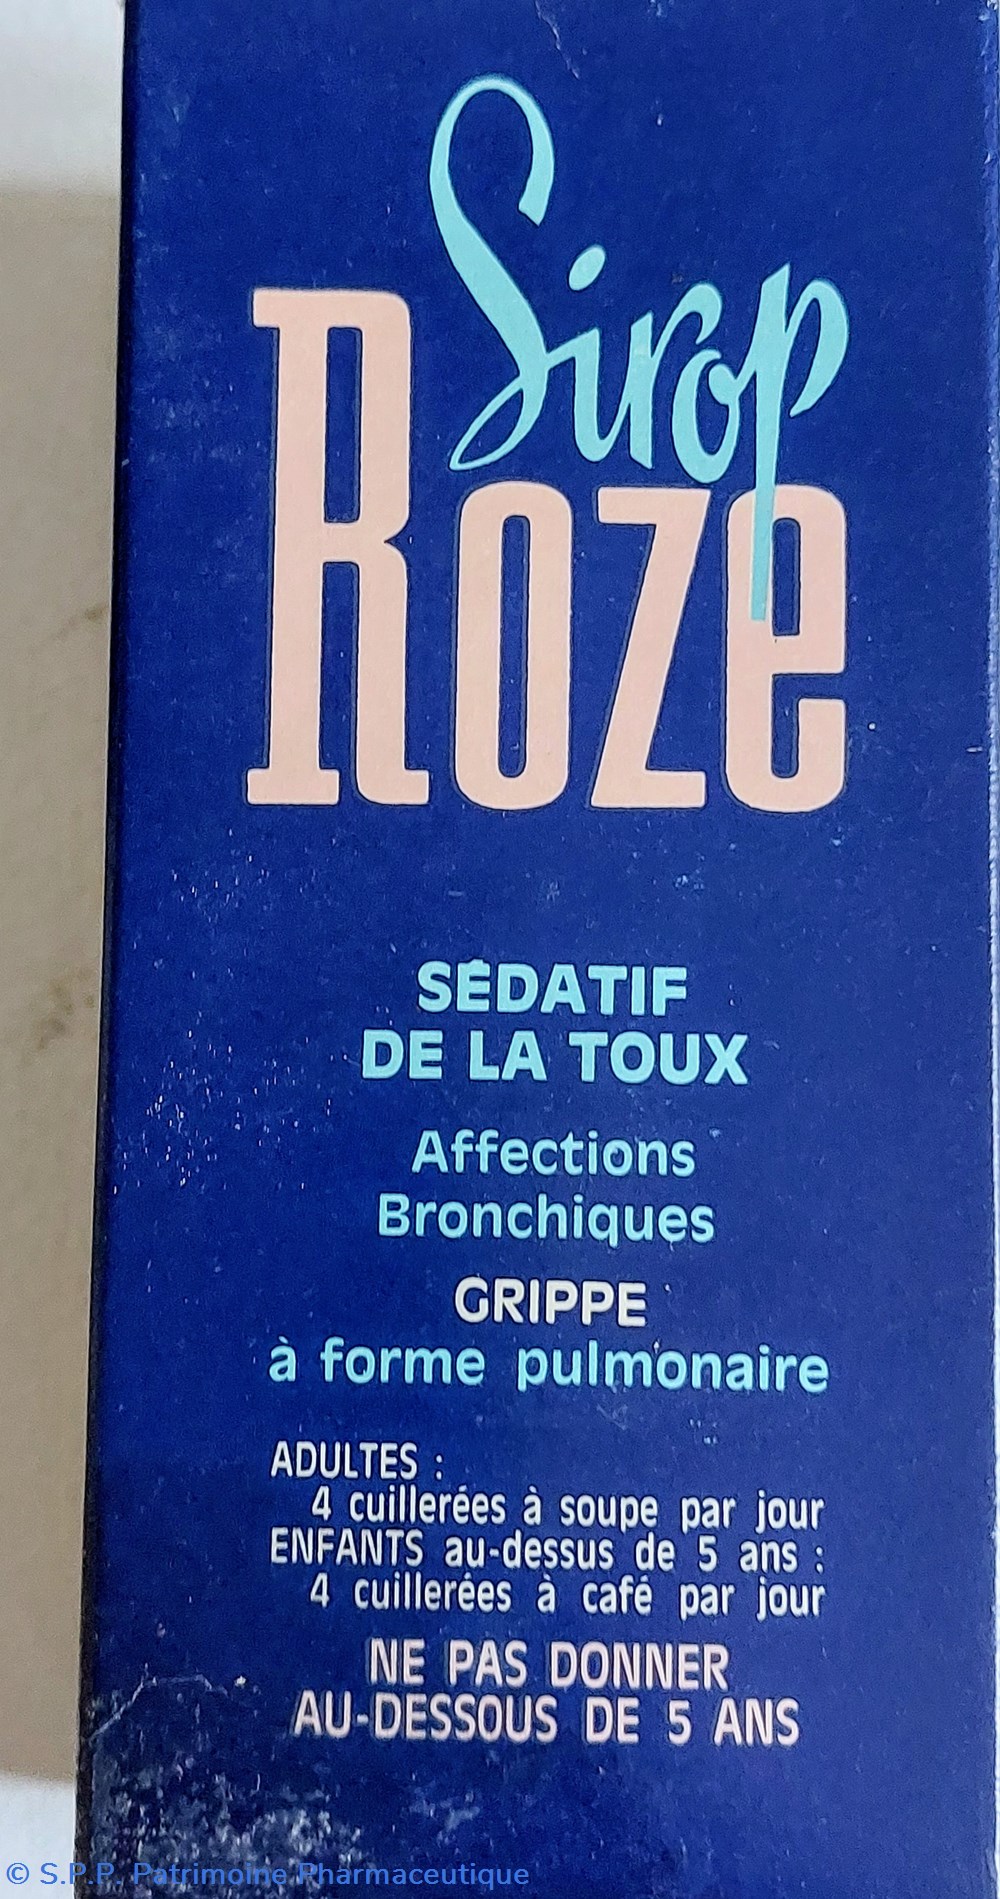 Sirop
Roze
SÉDATIF
DE LA TOUX
Affections
Bronchiques
GRIPPE
à forme pulmonaire
ADULTES :
4 cuillerées à soupe par jour
ENFANTS au-dessus de 5 ans :
4 cuillerées à café par jour
NE PAS DONNER
AU-DESSOUS DE 5 ANS
© S.P.P. Patrimoine Pharmaceutique